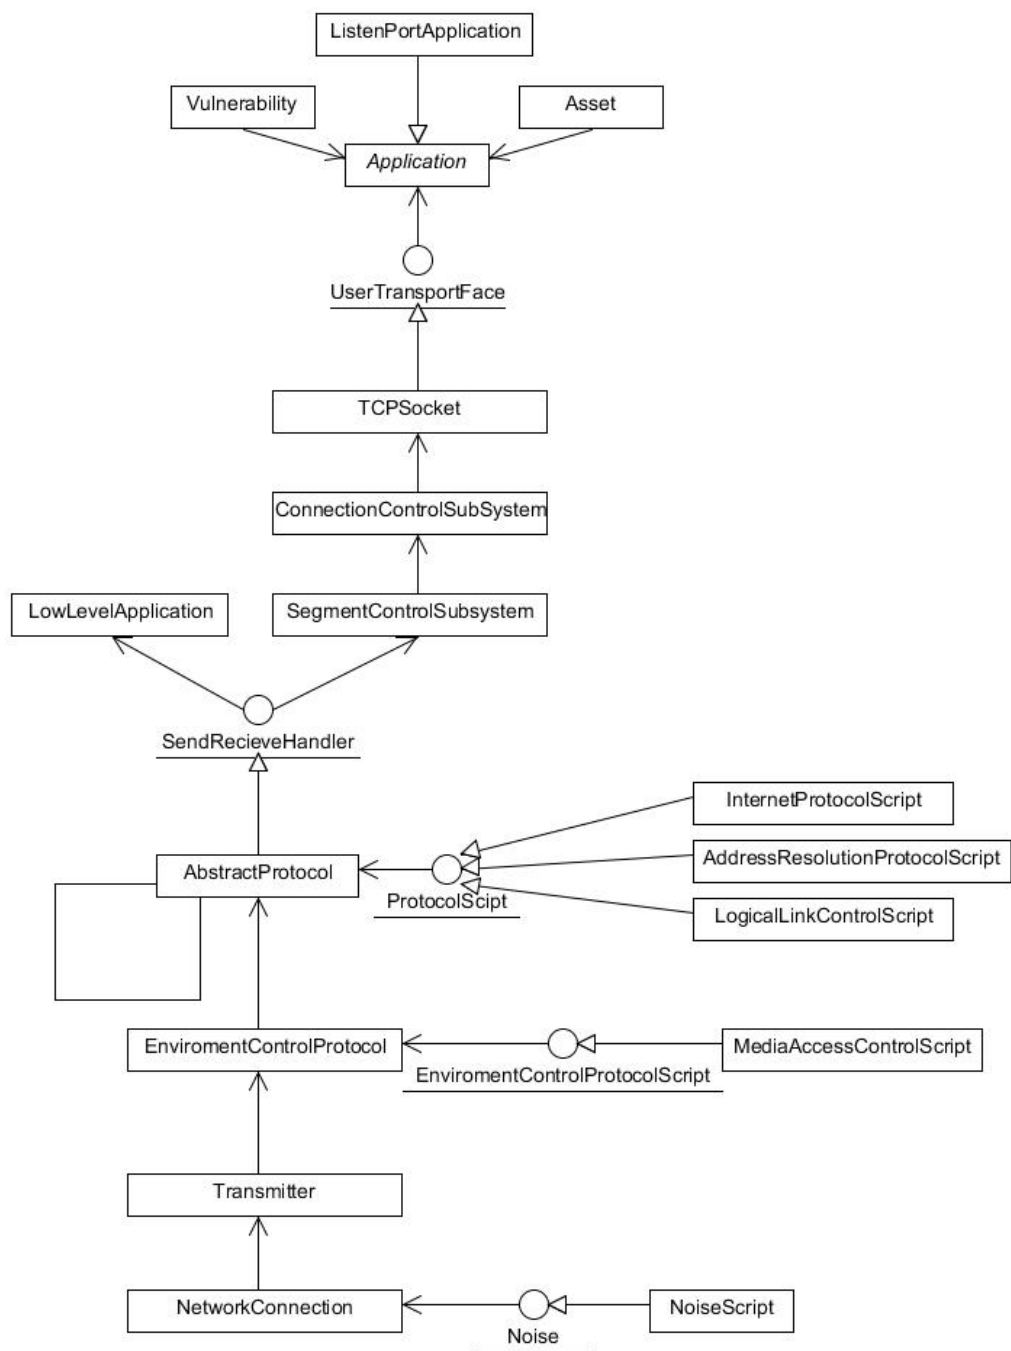 ListenPortApplication
Vulnerability
Asset
Application
UserTransportFace
TCPSocket
ConnectionControlSubSystem
LowLevelApplication
SegmentControlSubsystem
SendRecieveHandler
InternetProtocolScript
AbstractProtocol
AddressResolutionProtocolScript
ProtocolScipt
LogicalLinkControlScript
EnviromentControlProtocol
MediaAccessControlScript
EnviromentControlProtocolScript
Transmitter
NetworkConnection
NoiseScript
Noise